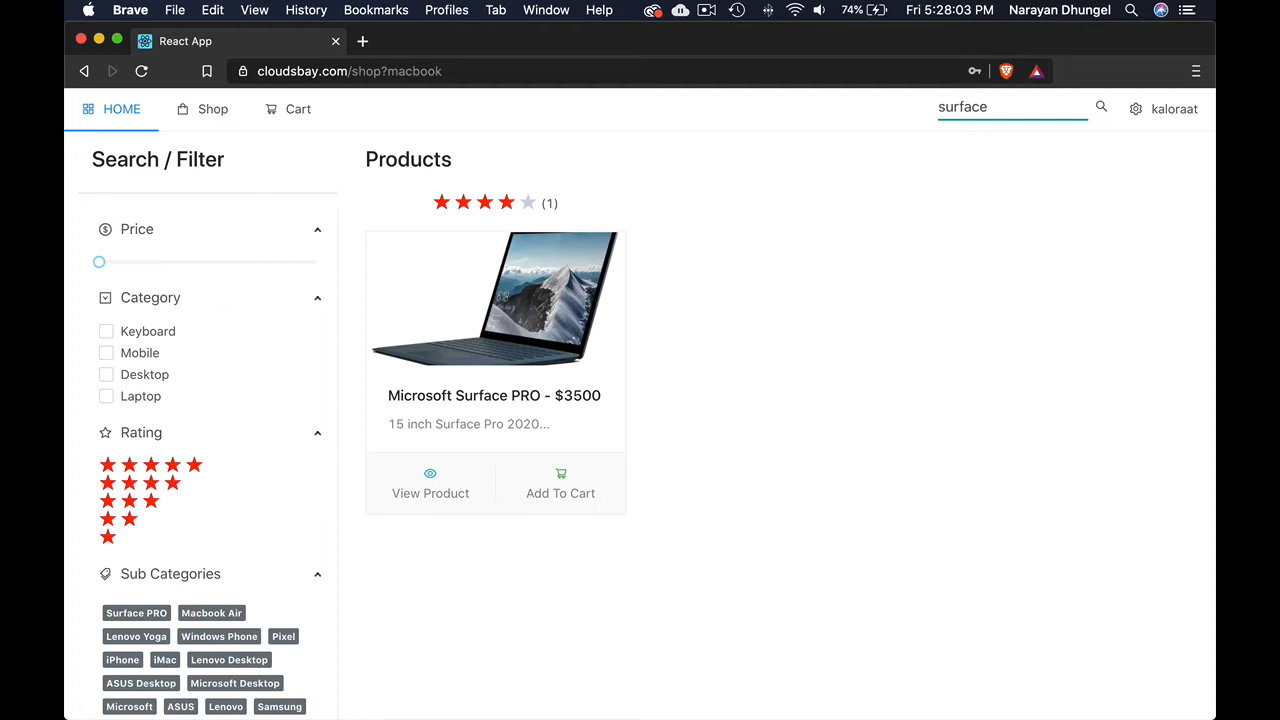 Brave File Edit View History Bookmarks Profiles Tab Window Help 74% Fri 5:28:03 PM Narayan Dhungel
React App
cloudsbay.com/shop?macbook
HOME Shop Cart surface kaloraat
Search / Filter
Products
(1)
$ Price
Category
Keyboard
Mobile
Desktop
Laptop
Rating
Sub Categories
Surface PRO Macbook Air
Lenovo Yoga Windows Phone Pixel
iPhone iMac Lenovo Desktop
ASUS Desktop Microsoft Desktop
Microsoft ASUS Lenovo Samsung
Microsoft Surface PRO - $3500
15 inch Surface Pro 2020...
View Product Add To Cart